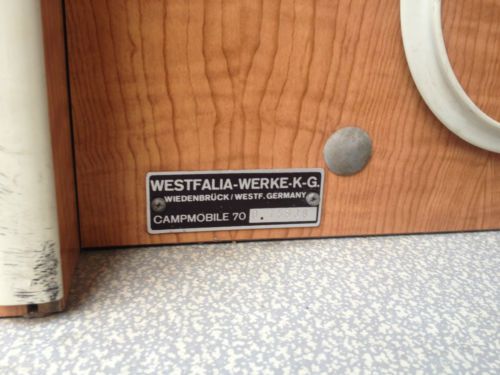 WESTFALIA-WERKE-K-G.
WIEDENBRÜCK/WESTF. GERMANY
CAMPMOBILE 70